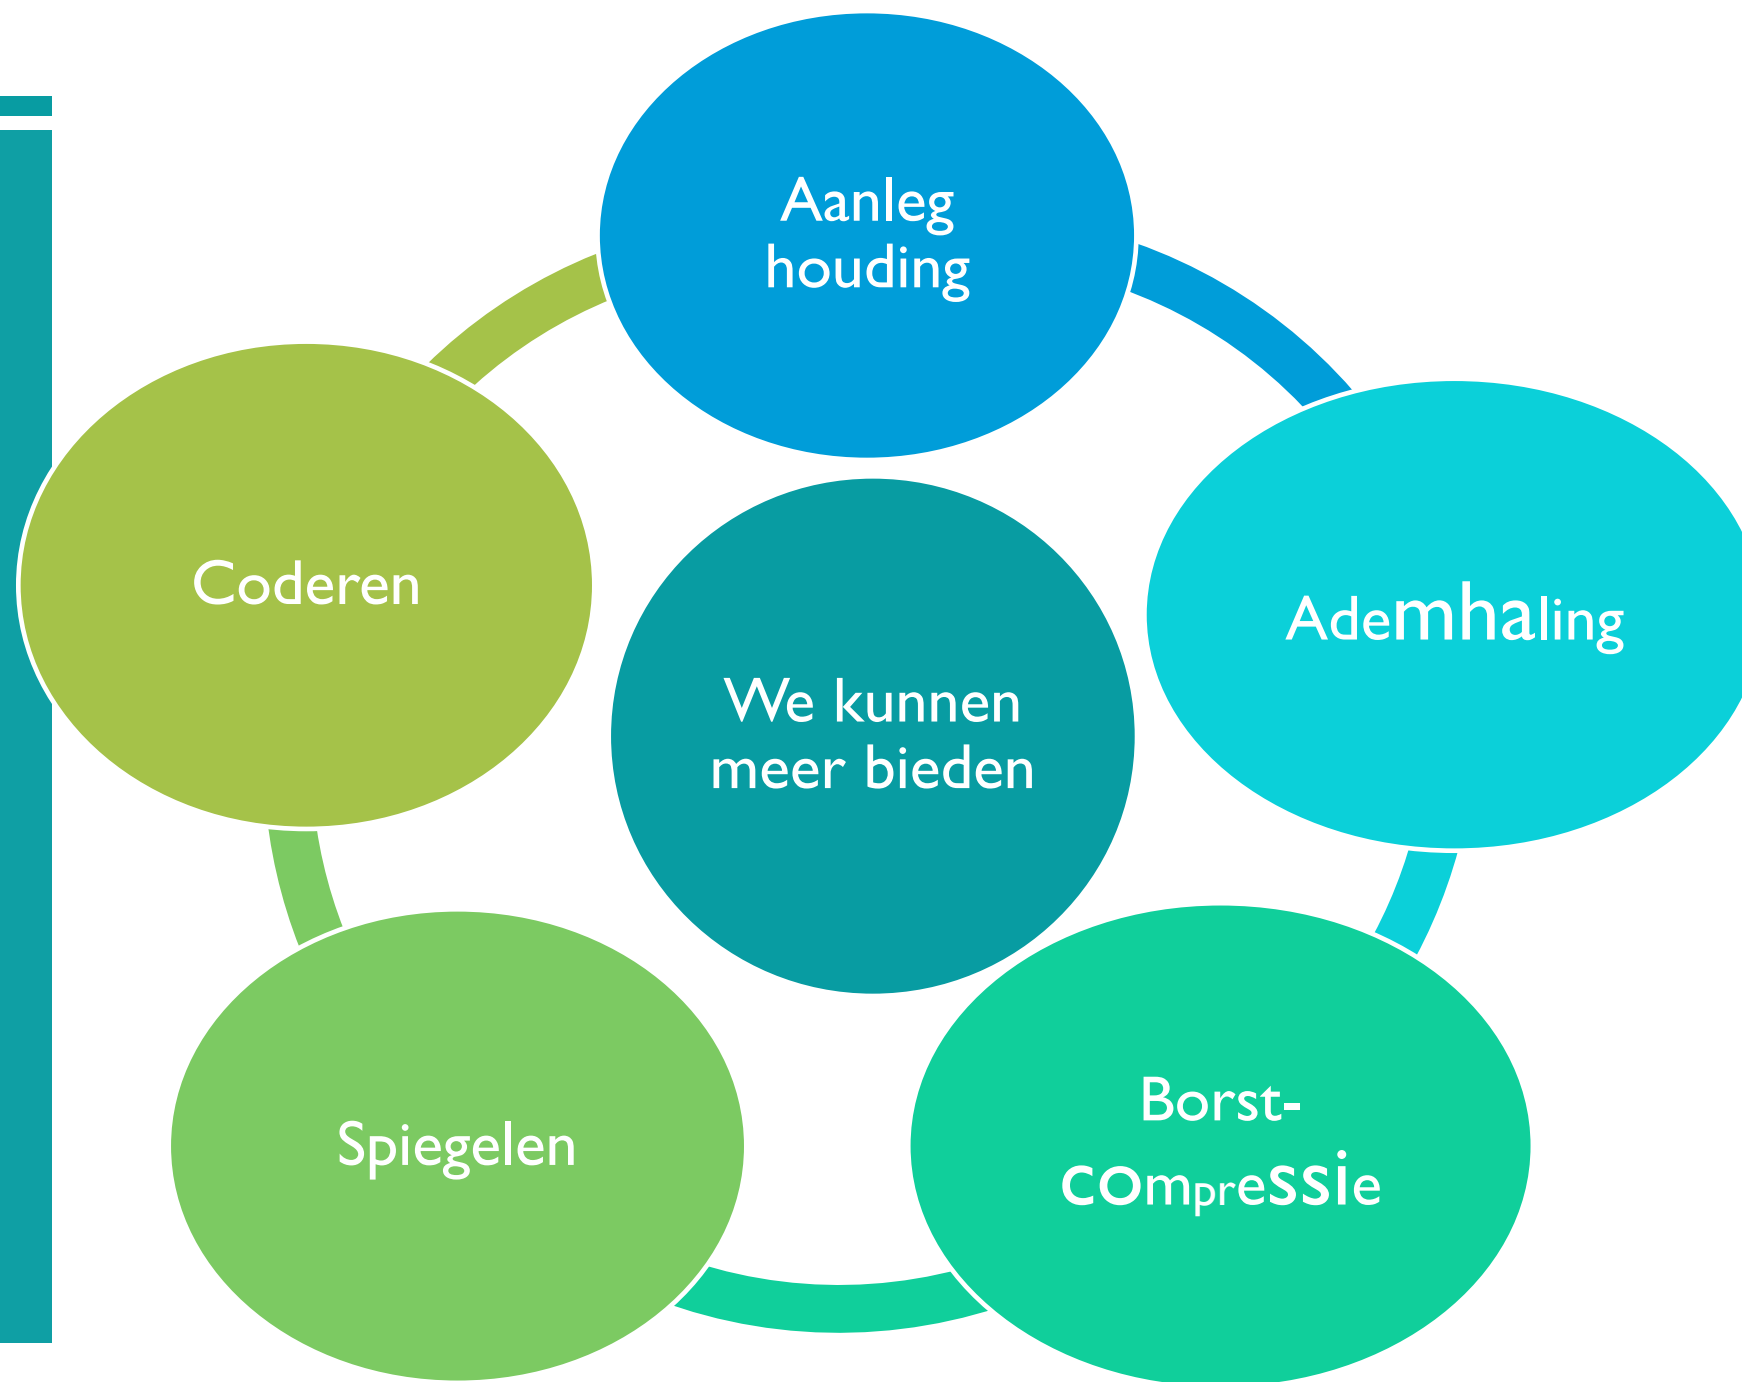 Aanleg
houding
Ademhaling
Borst-
compressie
Spiegelen
Coderen
We kunnen
meer bieden